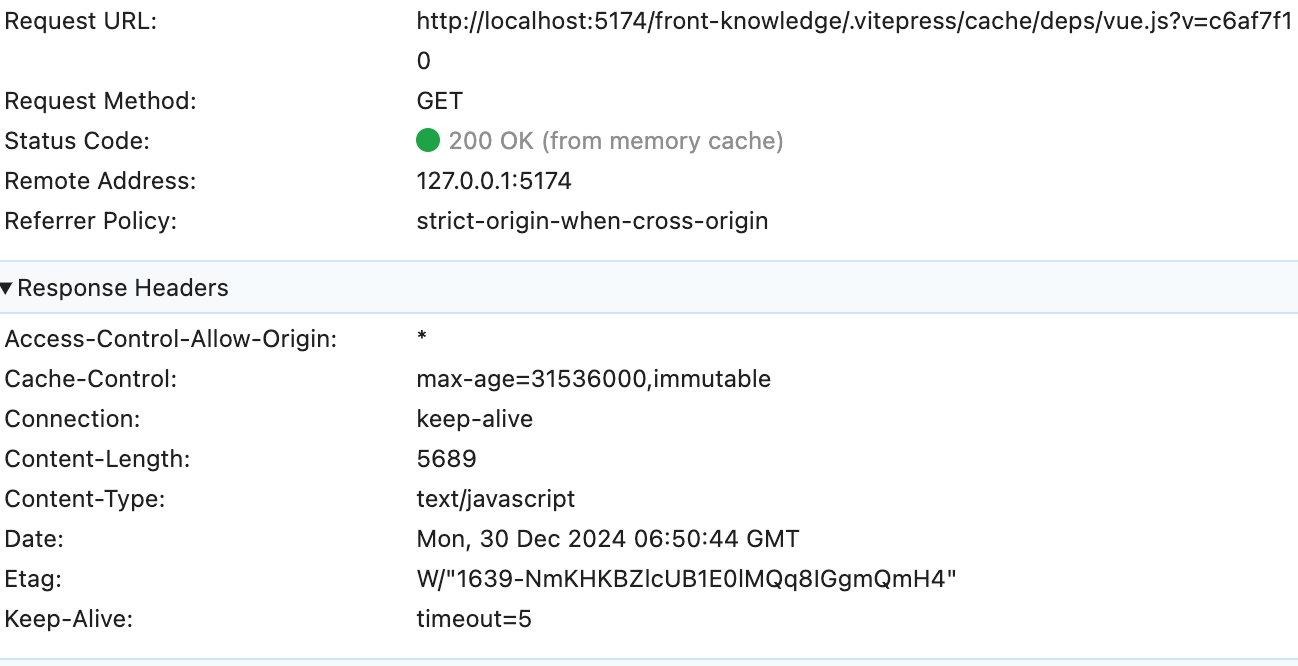 Request URL: http://localhost:5174/front-knowledge/.vitepress/cache/deps/vue.js?v=c6af7f1
0
Request Method: GET
Status Code: 200 OK (from memory cache)
Remote Address: 127.0.0.1:5174
Referrer Policy: strict-origin-when-cross-origin
Response Headers
Access-Control-Allow-Origin: *
Cache-Control: max-age=31536000,immutable
Connection: keep-alive
Content-Length: 5689
Content-Type: text/javascript
Date: Mon, 30 Dec 2024 06:50:44 GMT
Etag: W/"1639-NmKHKBZlcUB1E0lMQq8lGgmQmH4"
Keep-Alive: timeout=5